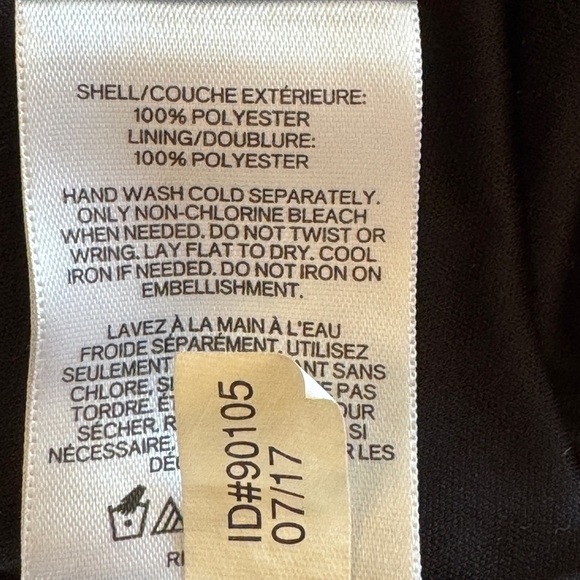 SHELL/COUCHE EXTÉRIEURE:
100% POLYESTER
LINING/DOUBLURE:
100% POLYESTER
HAND WASH COLD SEPARATELY.
ONLY NON-CHLORINE BLEACH
WHEN NEEDED. DO NOT TWIST OR
WRING. LAY FLAT TO DRY. COOL
IRON IF NEEDED. DO NOT IRON ON
EMBELLISHMENT.
LAVEZ À LA MAIN À L'EAU
FROIDE SÉPARÉMENT. UTILISEZ
SEULEMENT SANS
CHLORE, PAS
TORDRE.
SÉCHER. SI
NÉCESSAIRE. LES
ID#90105
07/17